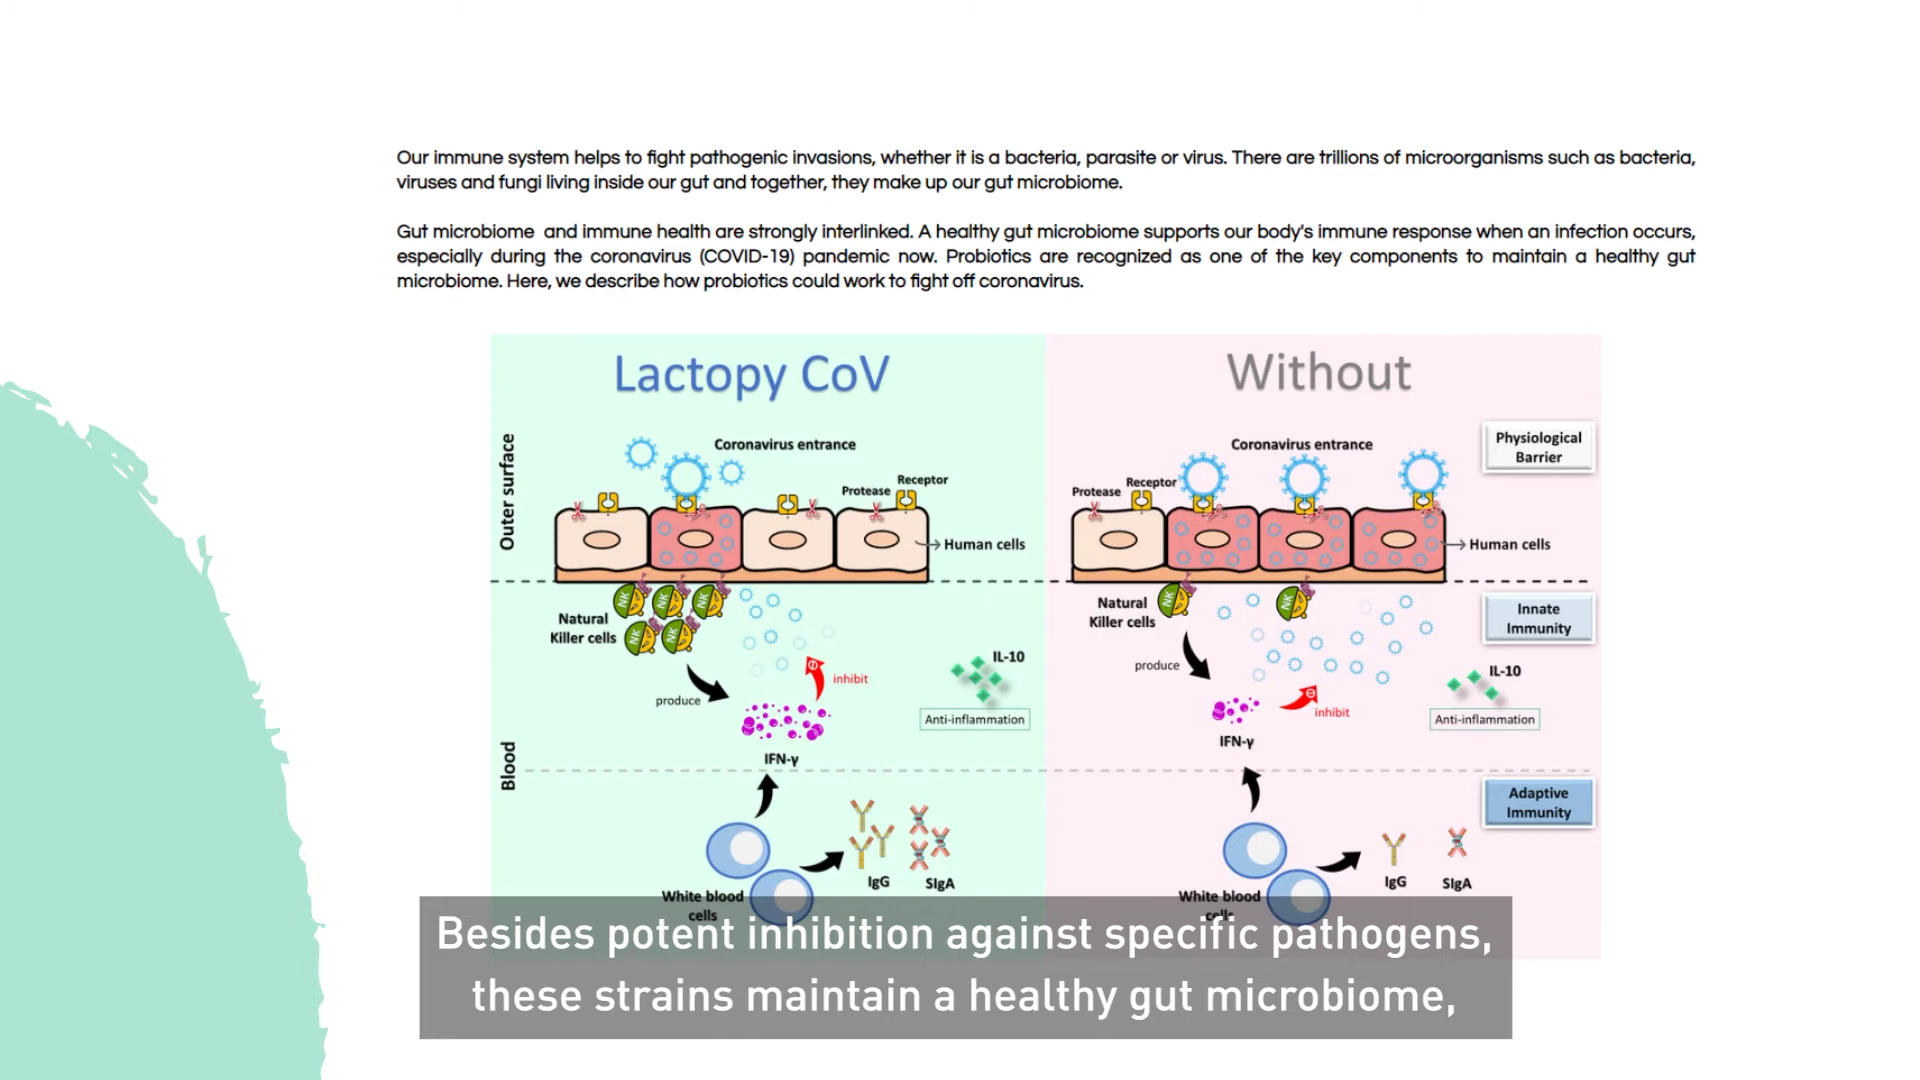 Our immune system helps to fight pathogenic invasions, whether it is a bacteria, parasite or virus. There are trillions of microorganisms such as bacteria,
viruses and fungi living inside our gut and together, they make up our gut microbiome.
Gut microbiome and immune health are strongly interlinked. A healthy gut microbiome supports our body's immune response when an infection occurs,
especially during the coronavirus (COVID-19) pandemic now. Probiotics are recognized as one of the key components to maintain a healthy gut
microbiome. Here, we describe how probiotics could work to fight off coronavirus.
Lactopy CoV
Outer surface
Coronavirus entrance
Protease
Receptor
Human cells
Natural
Killer cells
NK
NK
NK
NK
NK
produce
inhibit
IL-10
Anti-inflammation
IFN-γ
Blood
White blood
cells
IgG
SIgA
Without
Coronavirus entrance
Protease
Receptor
Human cells
Physiological
Barrier
Natural
Killer cells
NK
NK
Innate
Immunity
produce
inhibit
IL-10
Anti-inflammation
IFN-γ
Adaptive
Immunity
White blood
cells
IgG
SIgA
Besides potent inhibition against specific pathogens,
these strains maintain a healthy gut microbiome,